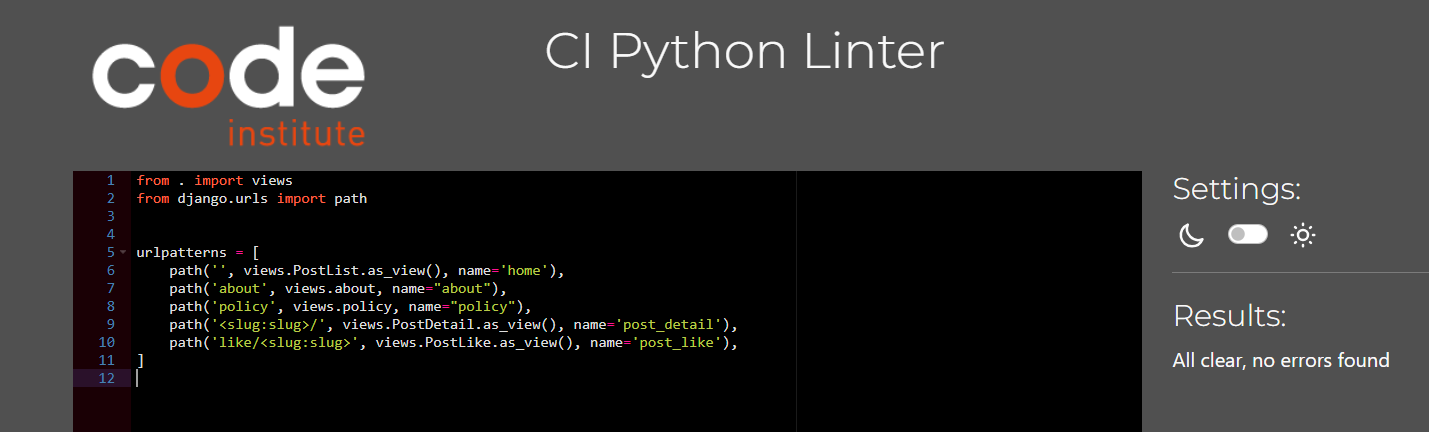 code
institute
CI Python Linter
1 from . import views
2 from django.urls import path
3
4
5 urlpatterns = [
6     path('', views.PostList.as_view(), name='home'),
7     path('about', views.about, name="about"),
8     path('policy', views.policy, name="policy"),
9     path('<slug:slug>/', views.PostDetail.as_view(), name='post_detail'),
10     path('like/<slug:slug>', views.PostLike.as_view(), name='post_like'),
11 ]
12
Settings:
Results:
All clear, no errors found